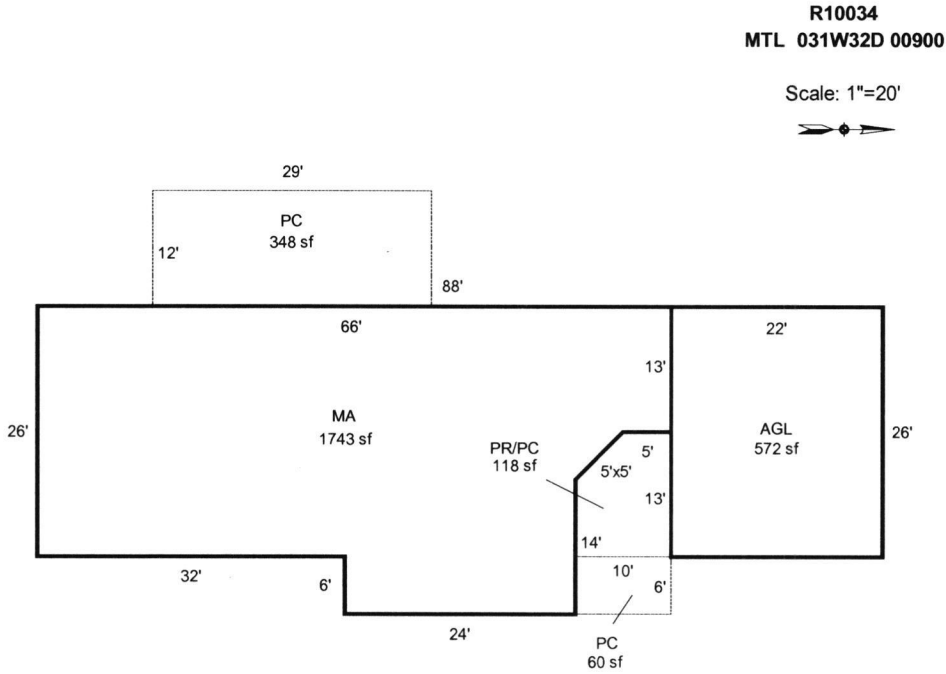 R10034
MTL 031W32D 00900
Scale: 1"=20'
29'
PC
348 sf
12'
88'
66'
22'
13'
26'
MA
1743 sf
AGL
572 sf
26'
PR/PC
118 sf
5'
5'x5'
13'
14'
32'
6'
10'
6'
24'
PC
60 sf